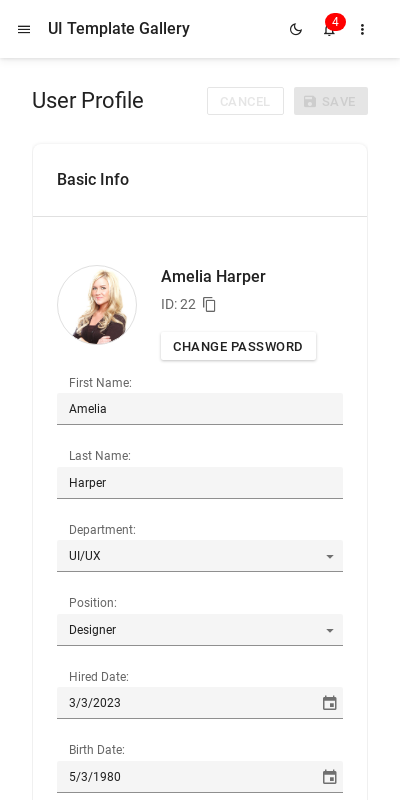 UI Template Gallery
4
User Profile
CANCEL
SAVE
Basic Info
Amelia Harper
ID: 22
CHANGE PASSWORD
First Name:
Amelia
Last Name:
Harper
Department:
UI/UX
Position:
Designer
Hired Date:
3/3/2023
Birth Date:
5/3/1980